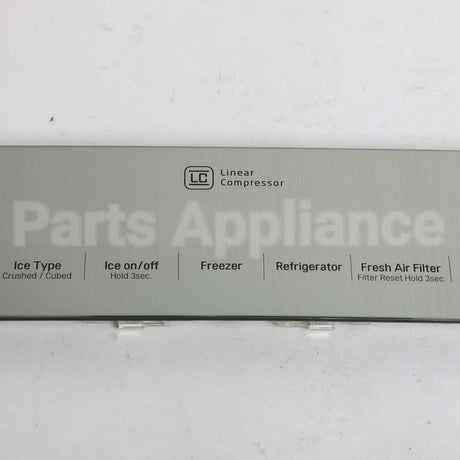 LC
Linear
Compressor
Parts Appliance
Ice Type
Crushed / Cubed
Ice on/off
Hold 3sec.
Freezer
Refrigerator
Fresh Air Filter
Filter Reset Hold 3sec.